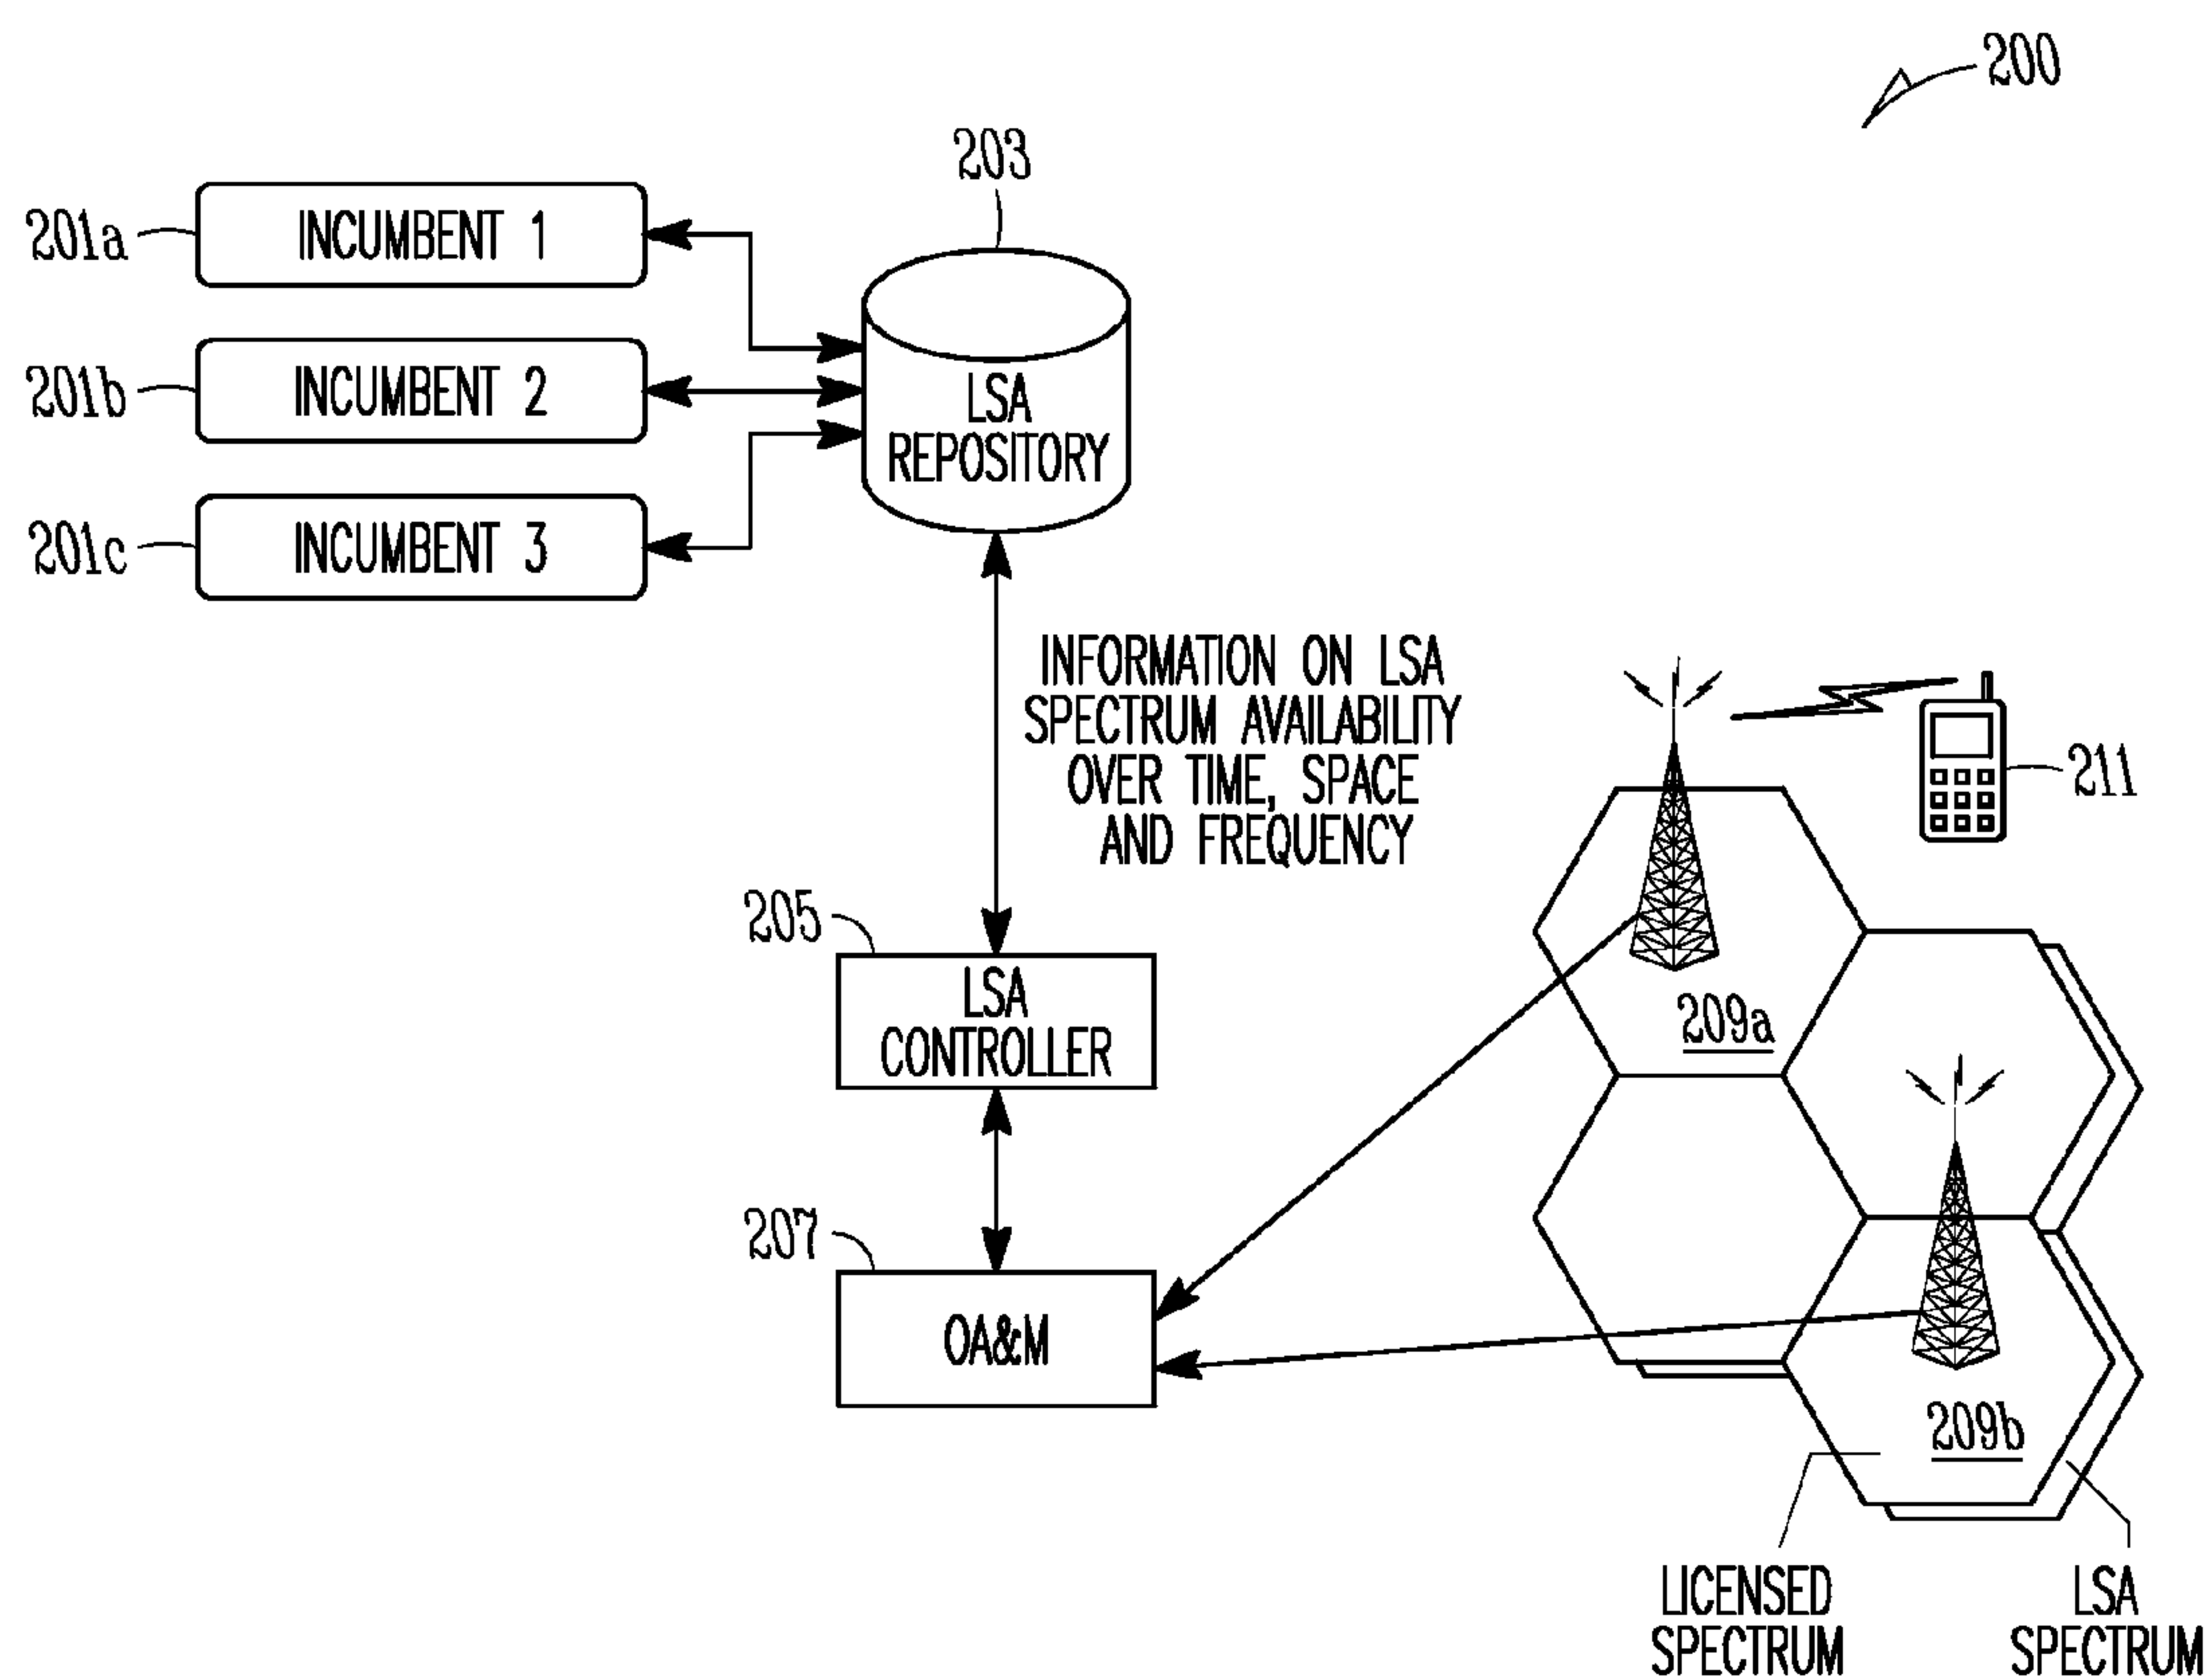 200
203
201a
INCUMBENT 1
201b
INCUMBENT 2
201c
INCUMBENT 3
LSA
REPOSITORY
INFORMATION ON LSA
SPECTRUM AVAILABILITY
OVER TIME, SPACE
AND FREQUENCY
211
205
LSA
CONTROLLER
209a
207
OA&M
209b
LICENSED
SPECTRUM
LSA
SPECTRUM